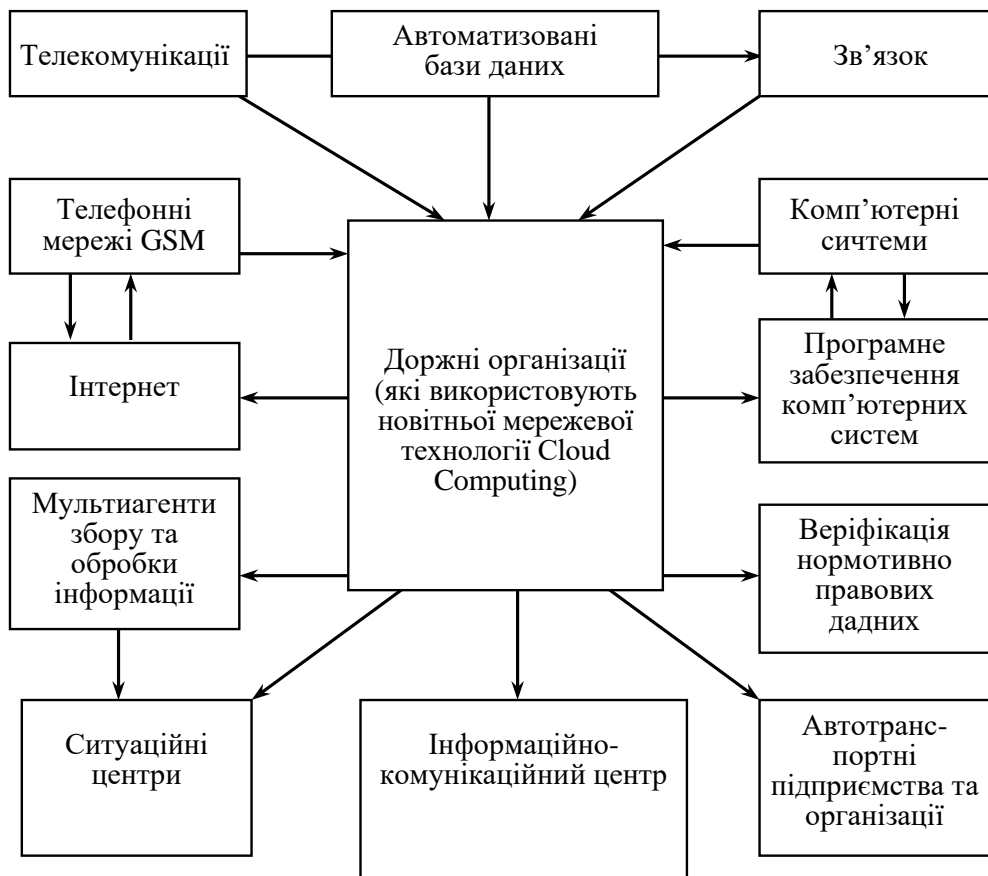 Телекомунікації
Автоматизовані
бази даних
Зв’язок
Телефонні
мережі GSM
Комп’ютерні
сичтеми
Інтернет
Доржні організації
(які використовують
новітньої мережевої
технології Cloud
Computing)
Програмне
забезпечення
комп’ютерних
систем
Мультиагенти
збору та
обробки
інформації
Веріфікація
нормотивно
правових
дадних
Ситуаційні
центри
Інформаційно-
комунікаційний центр
Автотранс-
портні
підприємства та
організації